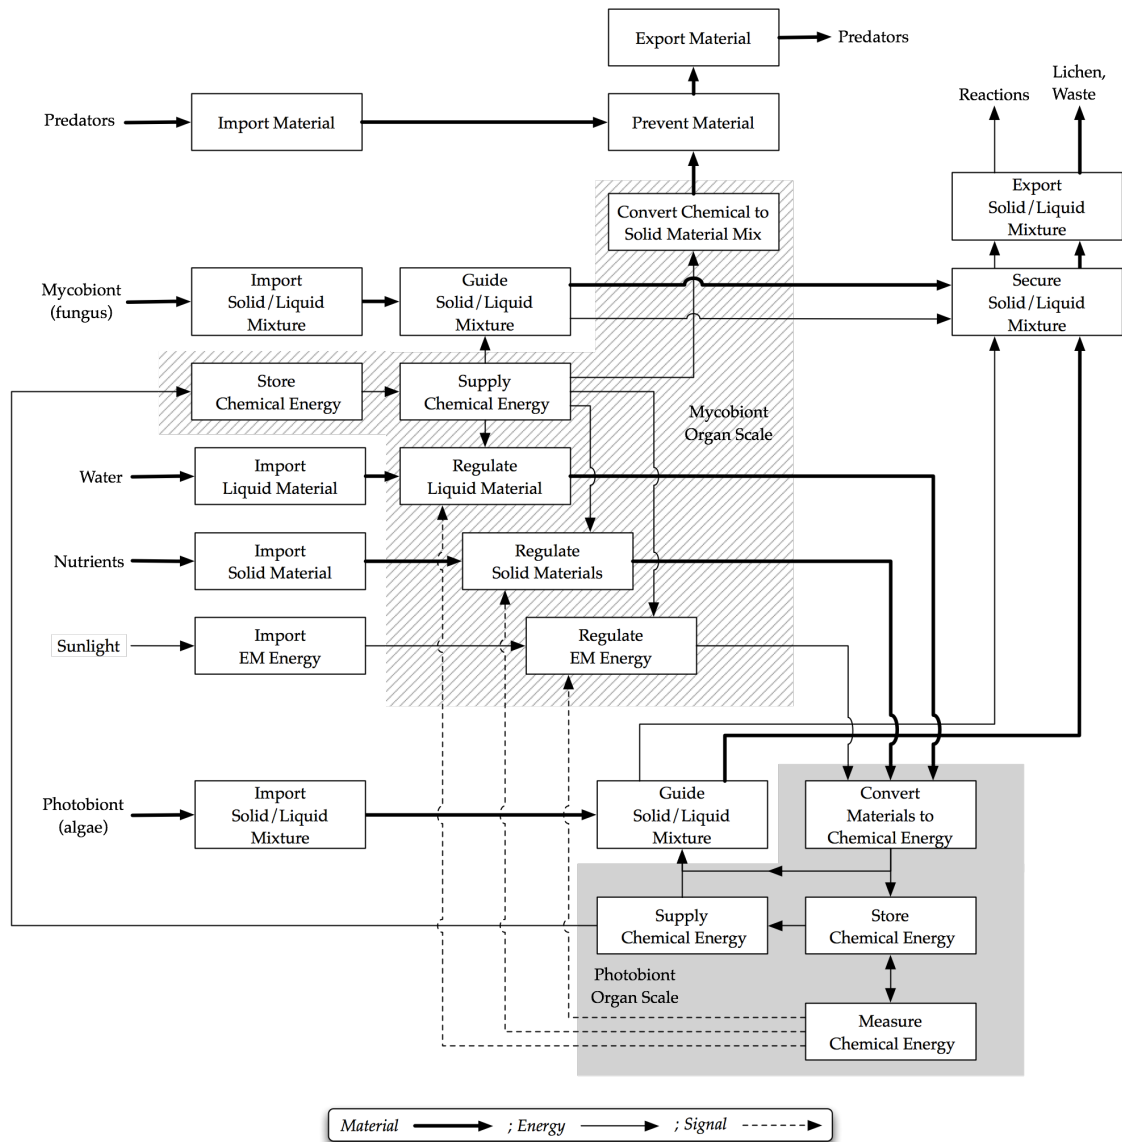 Export Material
Predators
Lichen,
Waste
Reactions
Predators
Import Material
Prevent Material
Export
Solid/Liquid
Mixture
Convert Chemical to
Solid Material Mix
Mycobiont
(fungus)
Import
Solid/Liquid
Mixture
Guide
Solid/Liquid
Mixture
Secure
Solid/Liquid
Mixture
Store
Chemical Energy
Supply
Chemical Energy
Mycobiont
Organ Scale
Water
Import
Liquid Material
Regulate
Liquid Material
Nutrients
Import
Solid Material
Regulate
Solid Materials
Sunlight
Import
EM Energy
Regulate
EM Energy
Photobiont
(algae)
Import
Solid/Liquid
Mixture
Guide
Solid/Liquid
Mixture
Convert
Materials to
Chemical Energy
Supply
Chemical Energy
Store
Chemical Energy
Photobiont
Organ Scale
Measure
Chemical Energy
Material ; Energy ; Signal